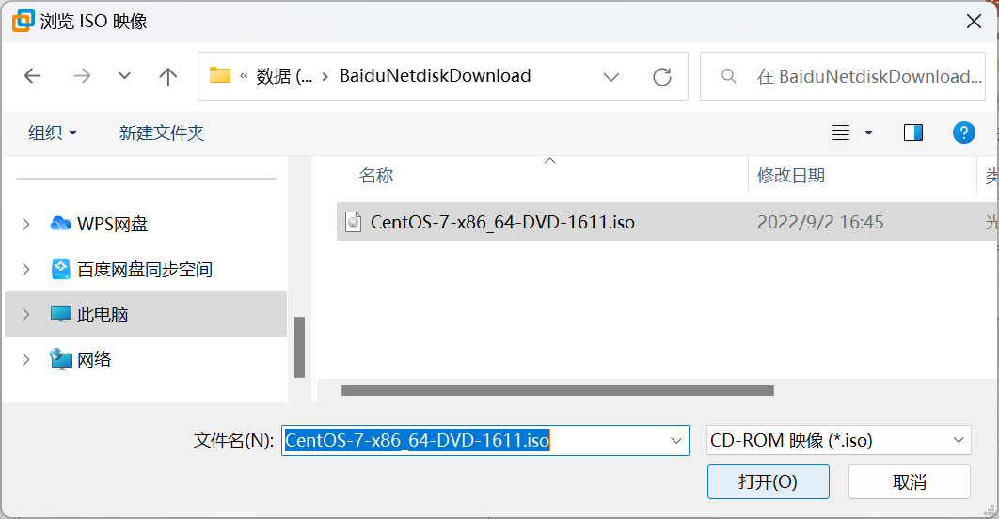 浏览 ISO 映像
« 数据 (... › BaiduNetdiskDownload
在 BaiduNetdiskDownload...
组织
新建文件夹
?
名称
修改日期
CentOS-7-x86_64-DVD-1611.iso
2022/9/2 16:45
WPS网盘
百度网盘同步空间
此电脑
网络
文件名(N):
CentOS-7-x86_64-DVD-1611.iso
CD-ROM 映像 (*.iso)
打开(O)
取消